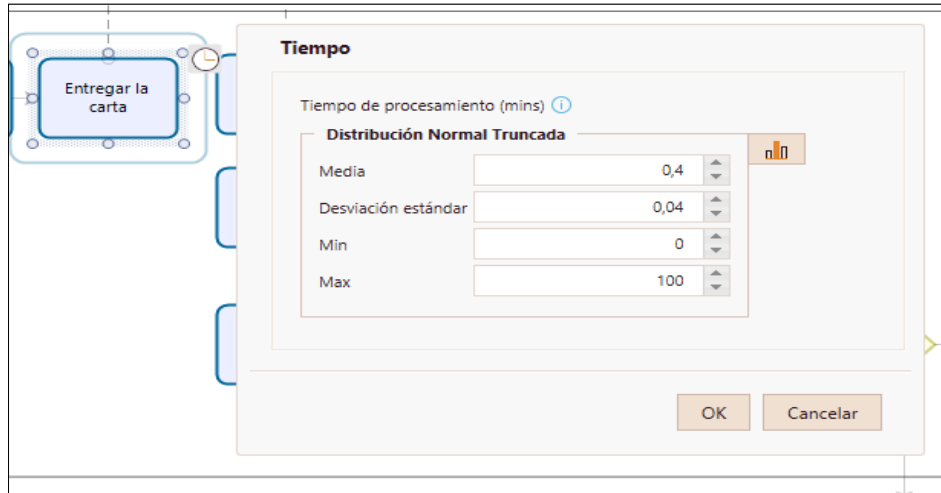 Entregar la
carta
Tiempo
Tiempo de procesamiento (mins)
Distribución Normal Truncada
Media 0,4
Desviación estándar 0,04
Min 0
Max 100
OK Cancelar